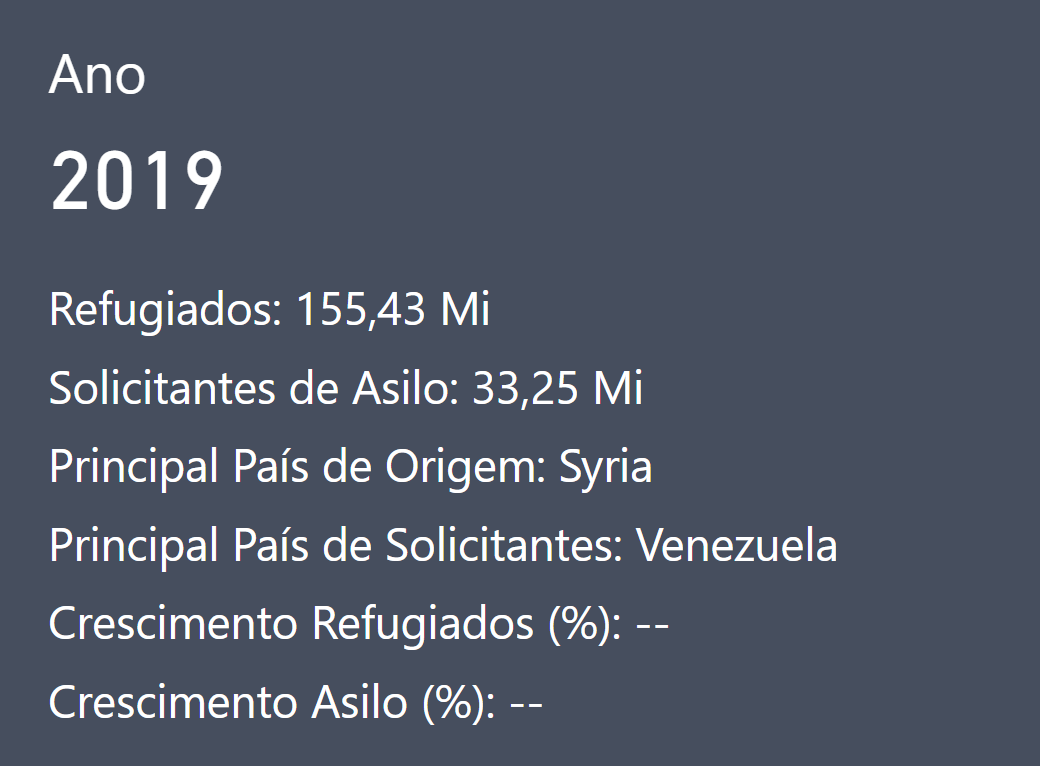 Ano
2019
Refugiados: 155,43 Mi
Solicitantes de Asilo: 33,25 Mi
Principal País de Origem: Syria
Principal País de Solicitantes: Venezuela
Crescimento Refugiados (%): --
Crescimento Asilo (%): --